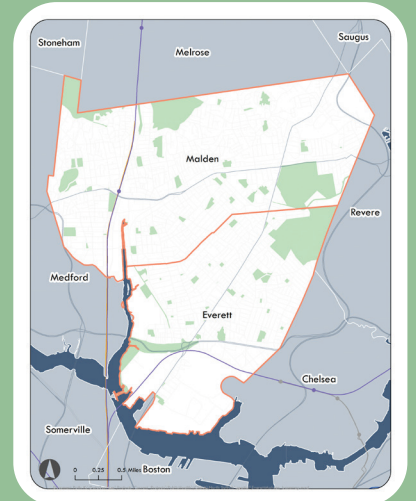 Stoneham
Melrose
Saugus
Malden
Revere
Medford
Everett
Chelsea
Somerville
0 0.25 0.5 Miles
Boston